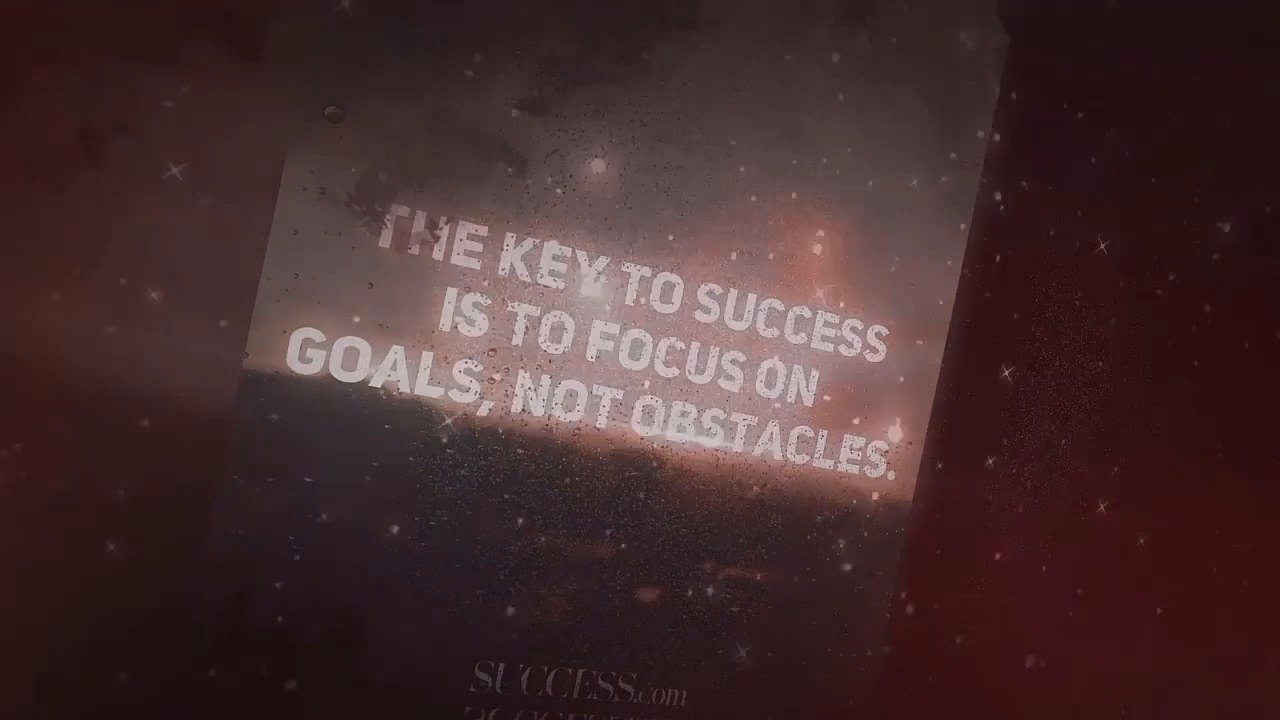 THE KEY TO SUCCESS
IS TO FOCUS ON
GOALS, NOT OBSTACLES.
SUCCESS.com